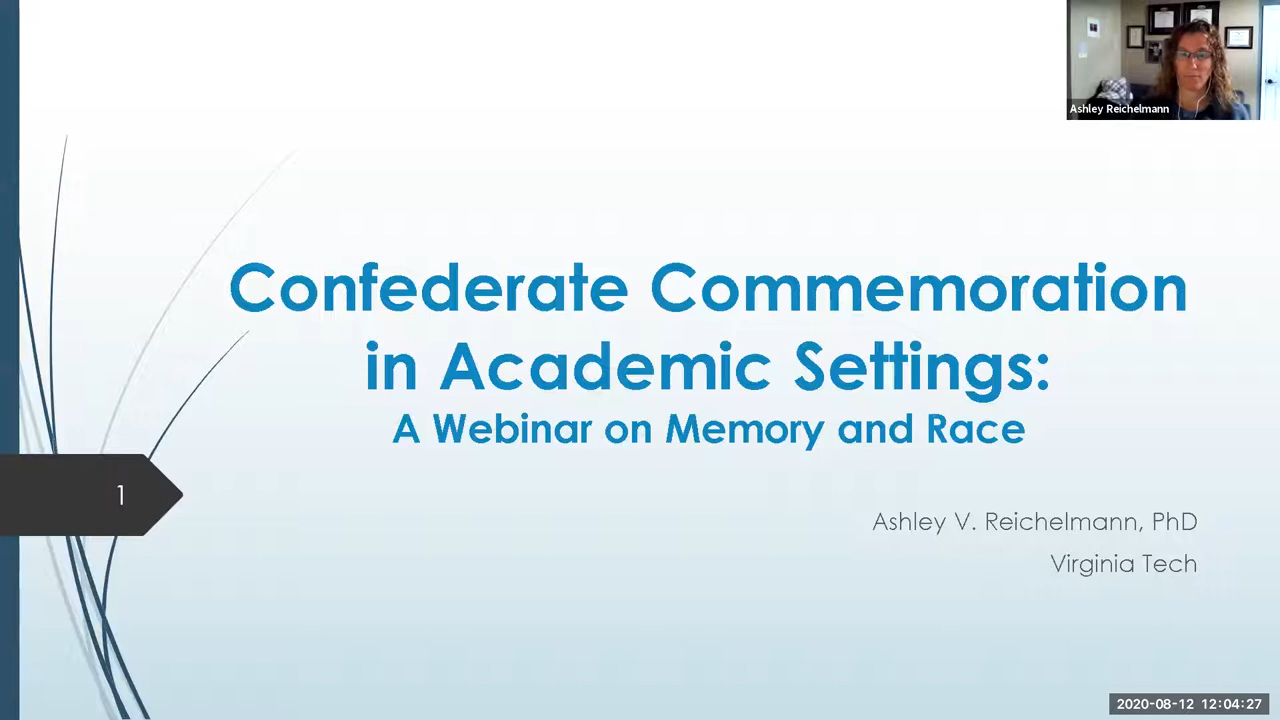 Ashley Reichelmann
Confederate Commemoration
in Academic Settings:
A Webinar on Memory and Race
1
Ashley V. Reichelmann, PhD
Virginia Tech
2020-08-12 12:04:27